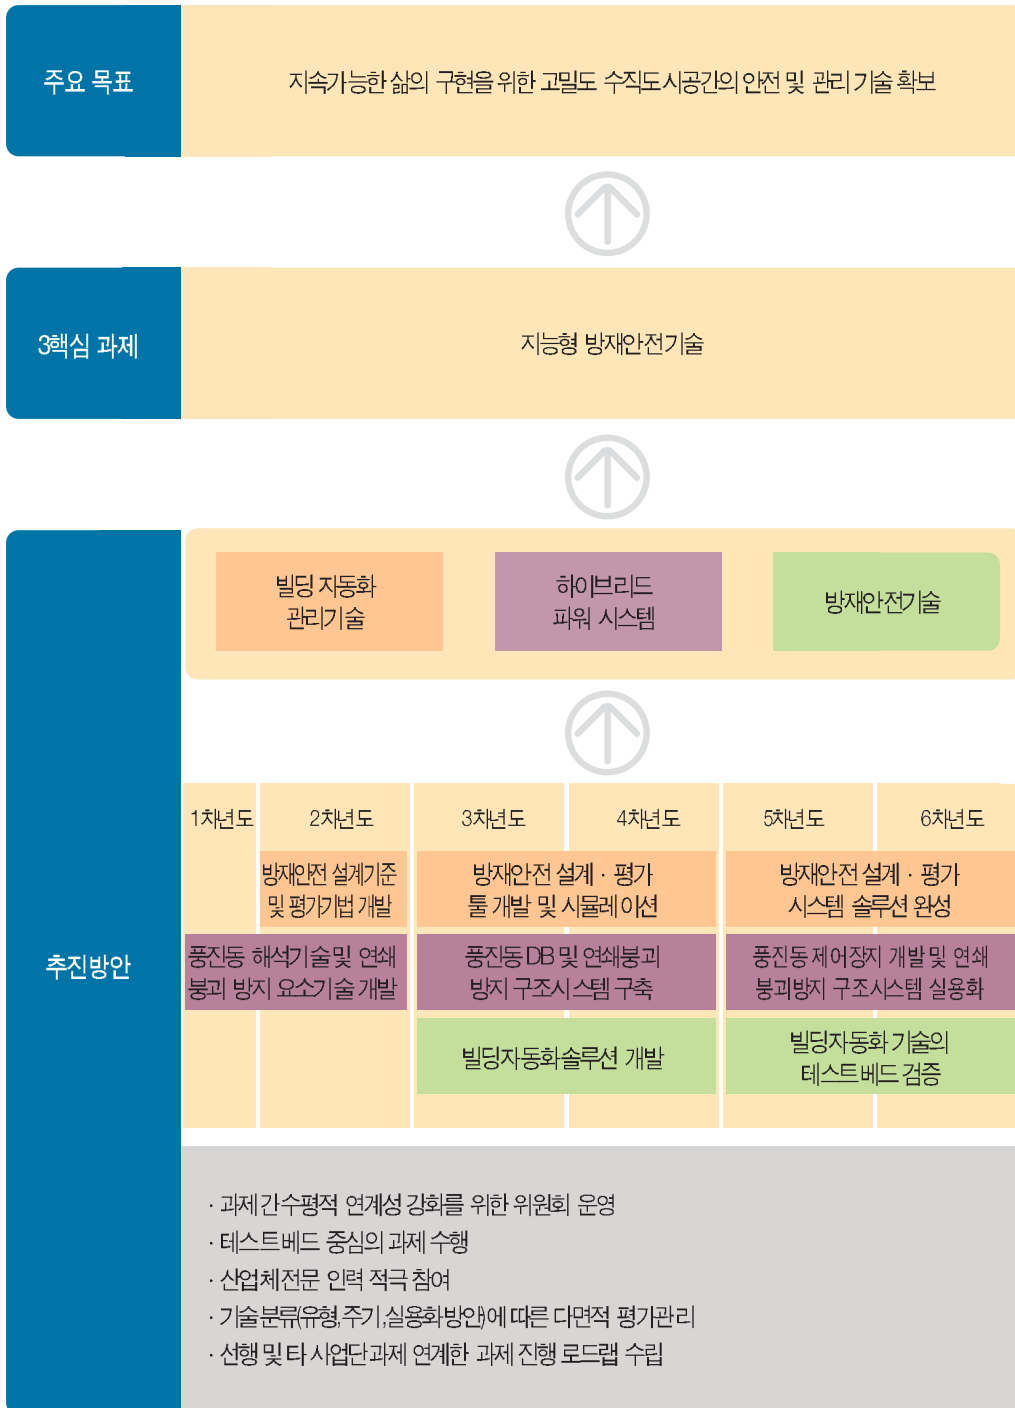 주요 목표
지속가능한 삶의 구현을 위한 고밀도 수직도시공간의 안전 및 관리 기술 확보
3핵심 과제
지능형 방재안전기술
빌딩 자동화
관리기술
하이브리드
파워 시스템
방재안전기술
추진방안
1차년도
2차년도
3차년도
4차년도
5차년도
6차년도
방재안전 설계기준
및 평가기법 개발
방재안전 설계 · 평가
툴 개발 및 시뮬레이션
방재안전 설계 · 평가
시스템 솔루션 완성
풍진동 해석기술 및 연쇄
붕괴 방지 요소기술 개발
풍진동 DB 및 연쇄붕괴
방지 구조시스템 구축
풍진동 제어장지 개발 및 연쇄
붕괴방지 구조시스템 실용화
빌딩자동화솔루션 개발
빌딩자동화 기술의
테스트베드 검증
· 과제간 수평적 연계성 강화를 위한 위원회 운영
· 테스트베드 중심의 과제 수행
· 산업체전문 인력 적극 참여
· 기술분류(유형,주기,실용화방안)에 따른 다면적 평가관리
· 선행 및 타 사업단과제 연계한 과제 진행 로드랩 수립